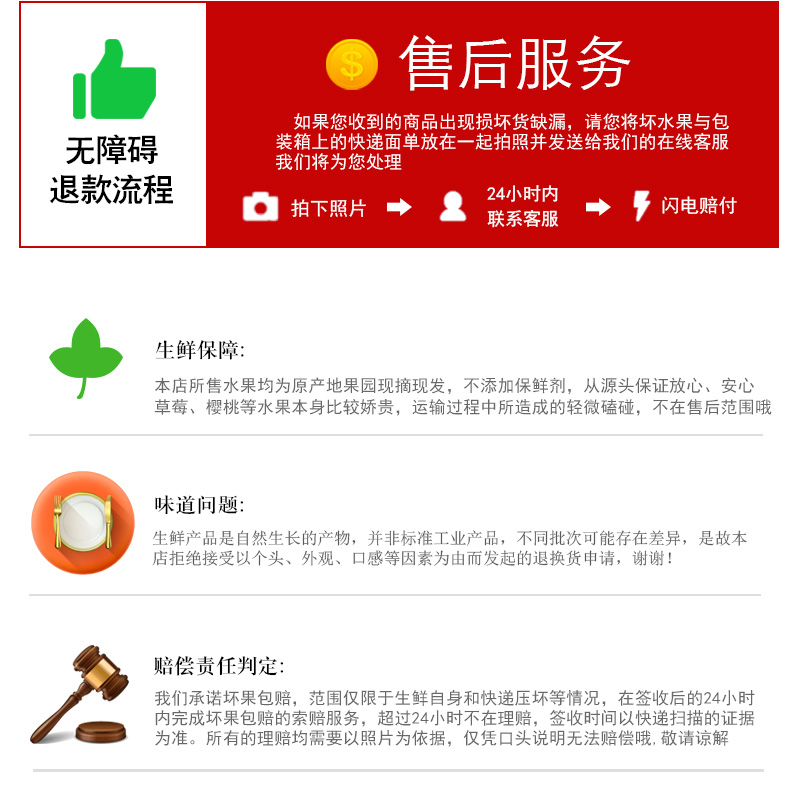 无障碍
退款流程
$ 售后服务
如果您收到的商品出现损坏货缺漏，请您将坏水果与包
装箱上的快递面单放在一起拍照并发送给我们的在线客服
我们将为您处理
拍下照片
24小时内
联系客服
闪电赔付
生鲜保障:
本店所售水果均为原产地果园现摘现发，不添加保鲜剂，从源头保证放心、安心
草莓、樱桃等水果本身比较娇贵，运输过程中所造成的轻微磕碰，不在售后范围哦
味道问题:
生鲜产品是自然生长的产物，并非标准工业产品，不同批次可能存在差异，是故本
店拒绝接受以个头、外观、口感等因素为由而发起的退换货申请，谢谢！
赔偿责任判定:
我们承诺坏果包赔，范围仅限于生鲜自身和快递压坏等情况，在签收后的24小时
内完成坏果包赔的索赔服务，超过24小时不在理赔，签收时间以快递扫描的证据
为准。所有的理赔均需要以照片为依据，仅凭口头说明无法赔偿哦,敬请谅解